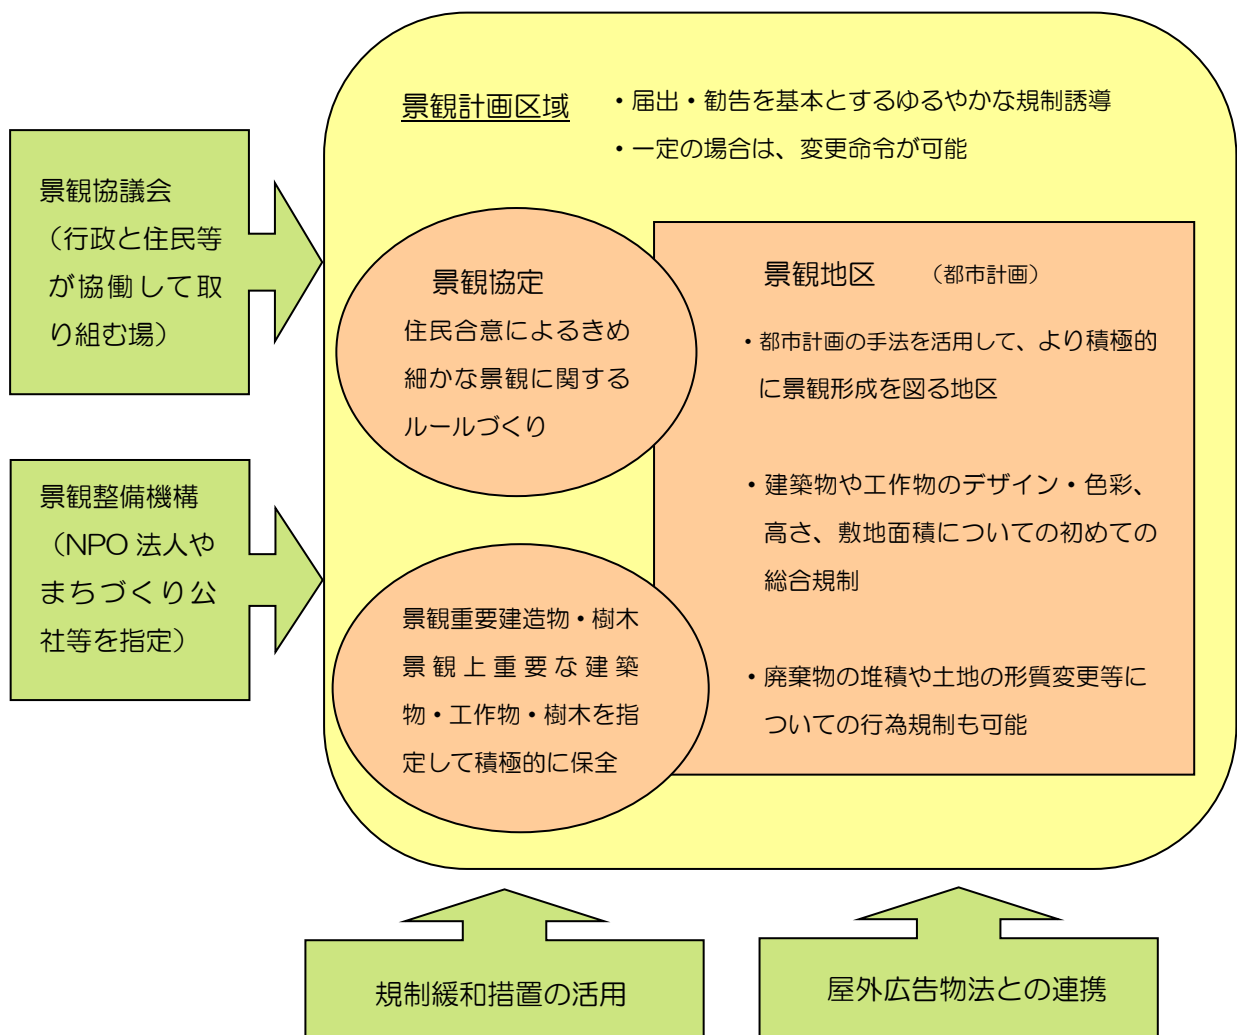 景観計画区域
・届出・勧告を基本とするゆるやかな規制誘導
・一定の場合は、変更命令が可能
景観協議会
（行政と住民等
が協働して取
り組む場）
景観整備機構
（NPO 法人や
まちづくり公
社等を指定）
景観協定
住民合意によるきめ
細かな景観に関する
ルールづくり
景観重要建造物・樹木
景観上重要な建築
物・工作物・樹木を指
定して積極的に保全
景観地区 （都市計画）
・都市計画の手法を活用して、より積極的
に景観形成を図る地区
・建築物や工作物のデザイン・色彩、
高さ、敷地面積についての初めての
総合規制
・廃棄物の堆積や土地の形質変更等に
ついての行為規制も可能
規制緩和措置の活用
屋外広告物法との連携